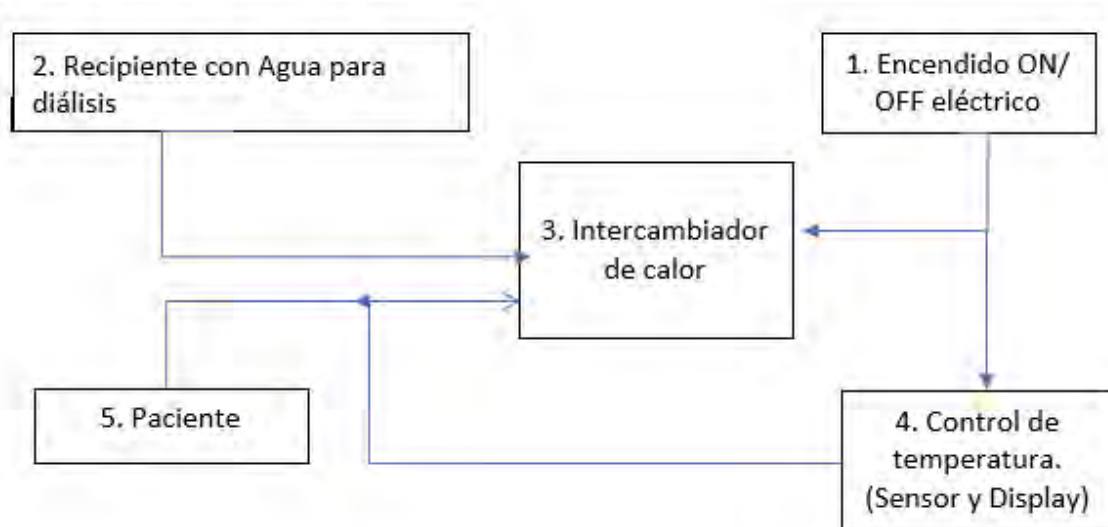 2. Recipiente con Agua para
diálisis
1. Encendido ON/
OFF eléctrico
3. Intercambiador
de calor
5. Paciente
4. Control de
temperatura.
(Sensor y Display)